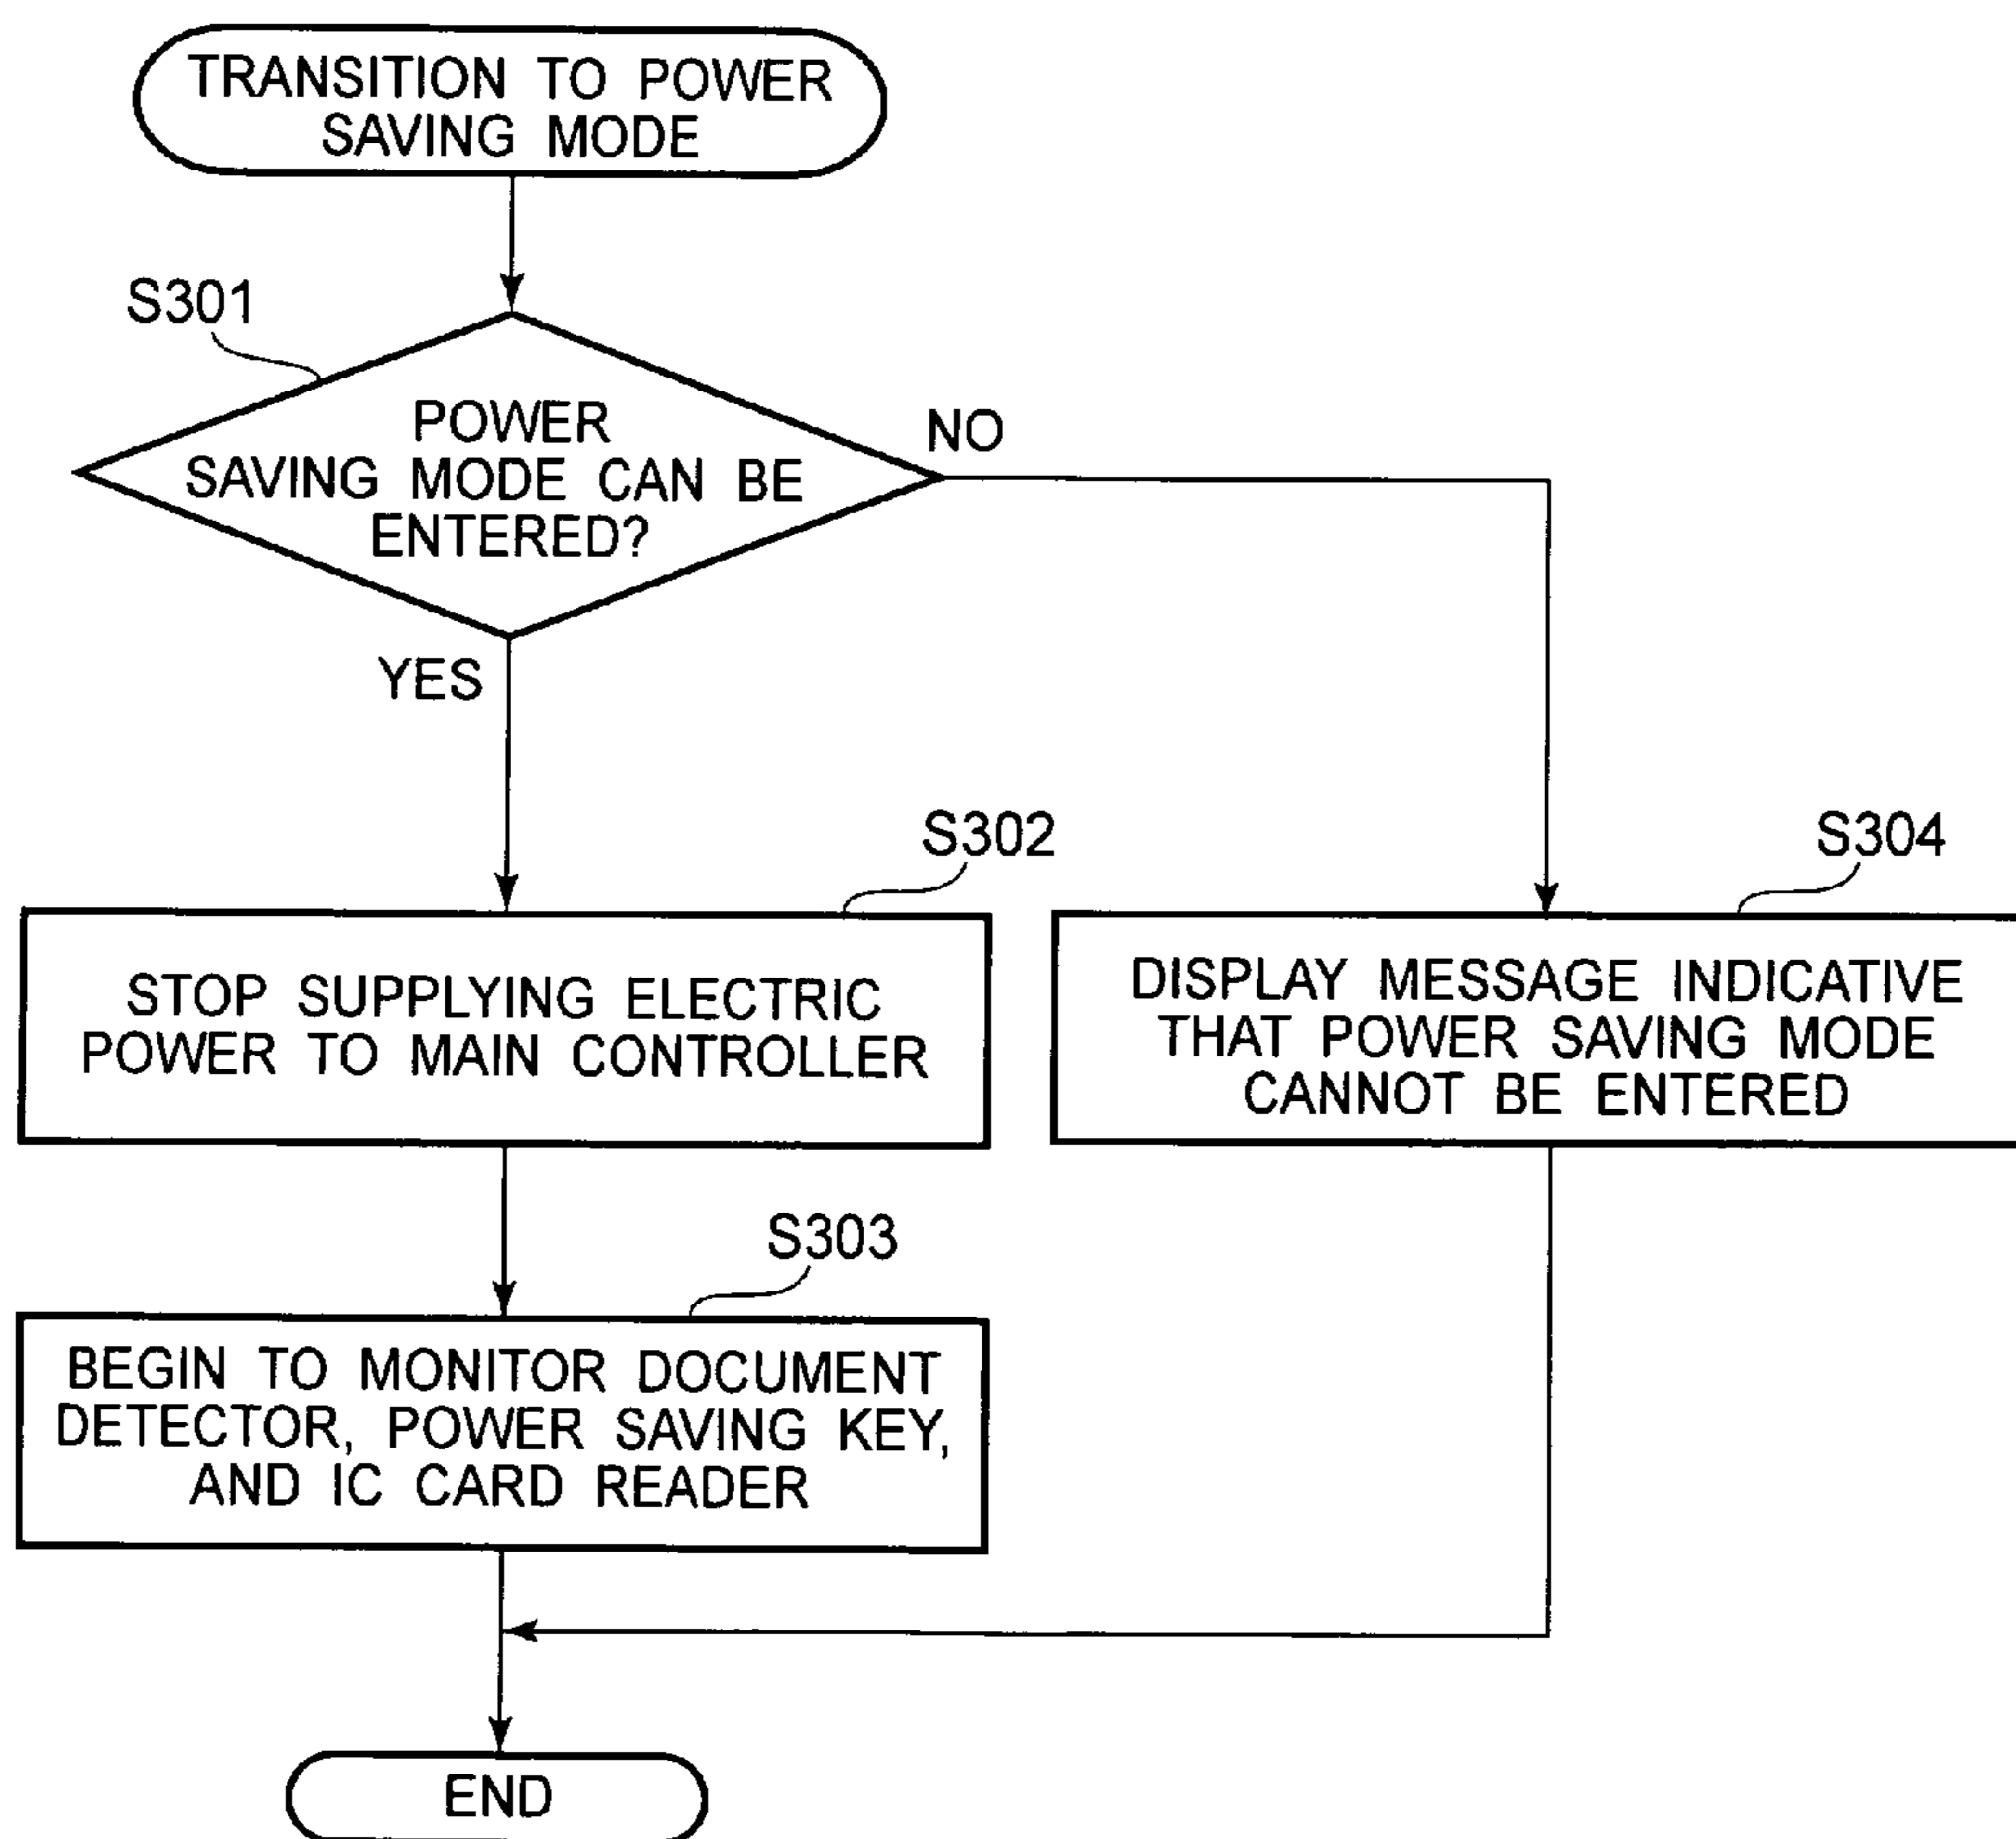 TRANSITION TO POWER
SAVING MODE
S301
POWER
SAVING MODE CAN BE
ENTERED?
NO
YES
S302
STOP SUPPLYING ELECTRIC
POWER TO MAIN CONTROLLER
S304
DISPLAY MESSAGE INDICATIVE
THAT POWER SAVING MODE
CANNOT BE ENTERED
S303
BEGIN TO MONITOR DOCUMENT
DETECTOR, POWER SAVING KEY,
AND IC CARD READER
END